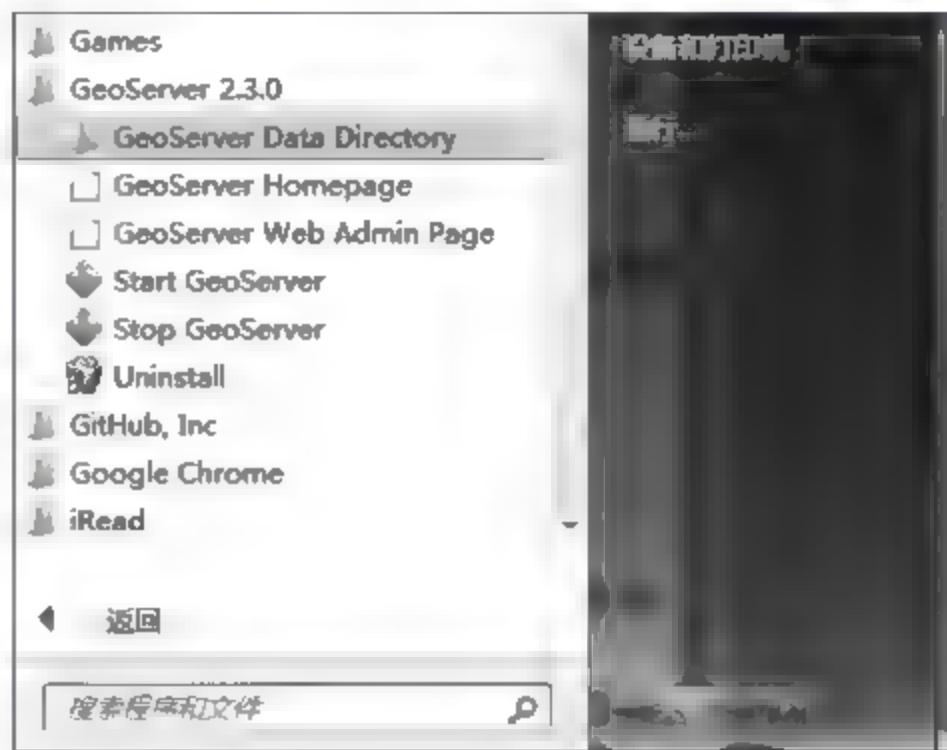 Games
GeoServer 2.3.0
GeoServer Data Directory
GeoServer Homepage
GeoServer Web Admin Page
Start GeoServer
Stop GeoServer
Uninstall
GitHub, Inc
Google Chrome
iRead
返回
搜索程序和文件
设备和打印机